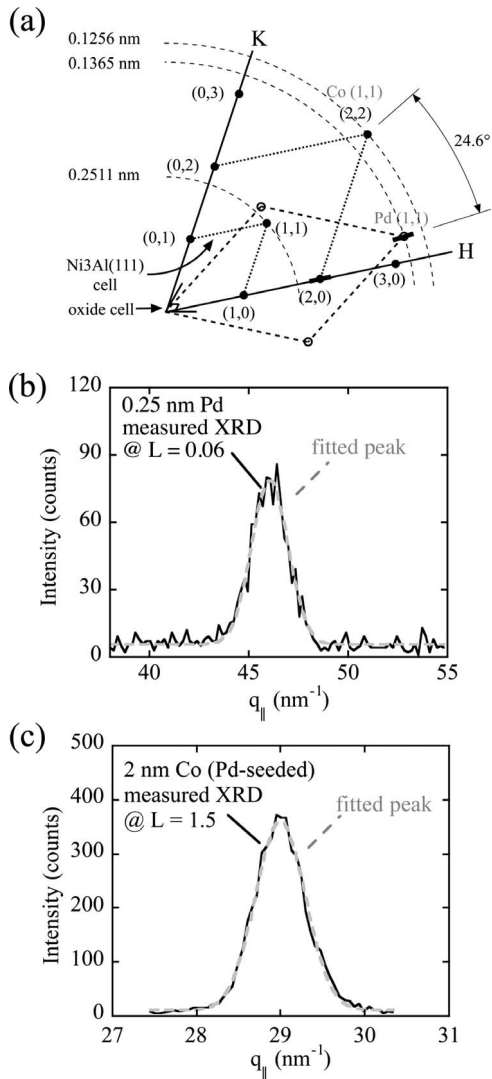 (a)
0.1256 nm
0.1365 nm
0.2511 nm
K
(0,3)
(0,2)
(0,1)
Co (1,1)
(2,2)
24.6°
Pd (1,1)
(1,1)
H
Ni3Al(111)
cell
oxide cell
(1,0)
(2,0)
(3,0)
(b)
0.25 nm Pd
measured XRD
@ L = 0.06
fitted peak
Intensity (counts)
120
90
60
30
0
40
45
50
55
q∥ (nm-1)
(c)
2 nm Co (Pd-seeded)
measured XRD
@ L = 1.5
fitted peak
Intensity (counts)
500
400
300
200
100
0
27
28
29
30
31
q∥ (nm-1)